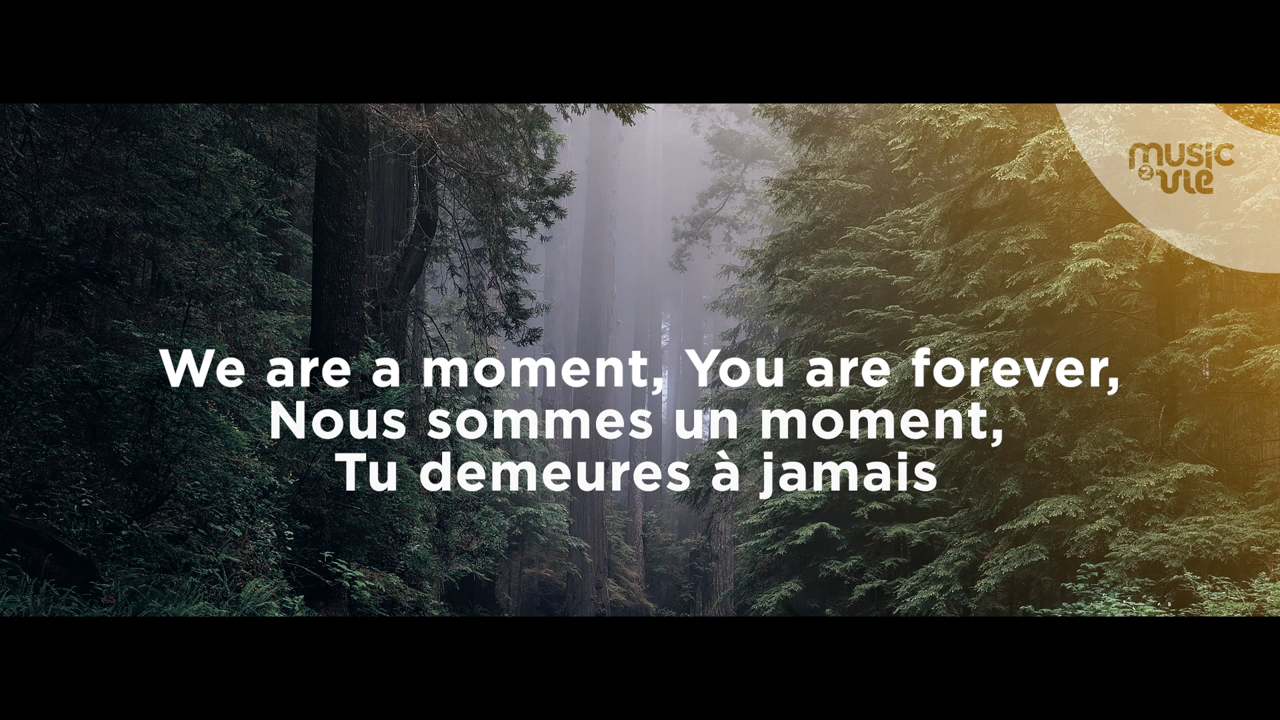 music
2 vie
We are a moment, You are forever,
Nous sommes un moment,
Tu demeures à jamais